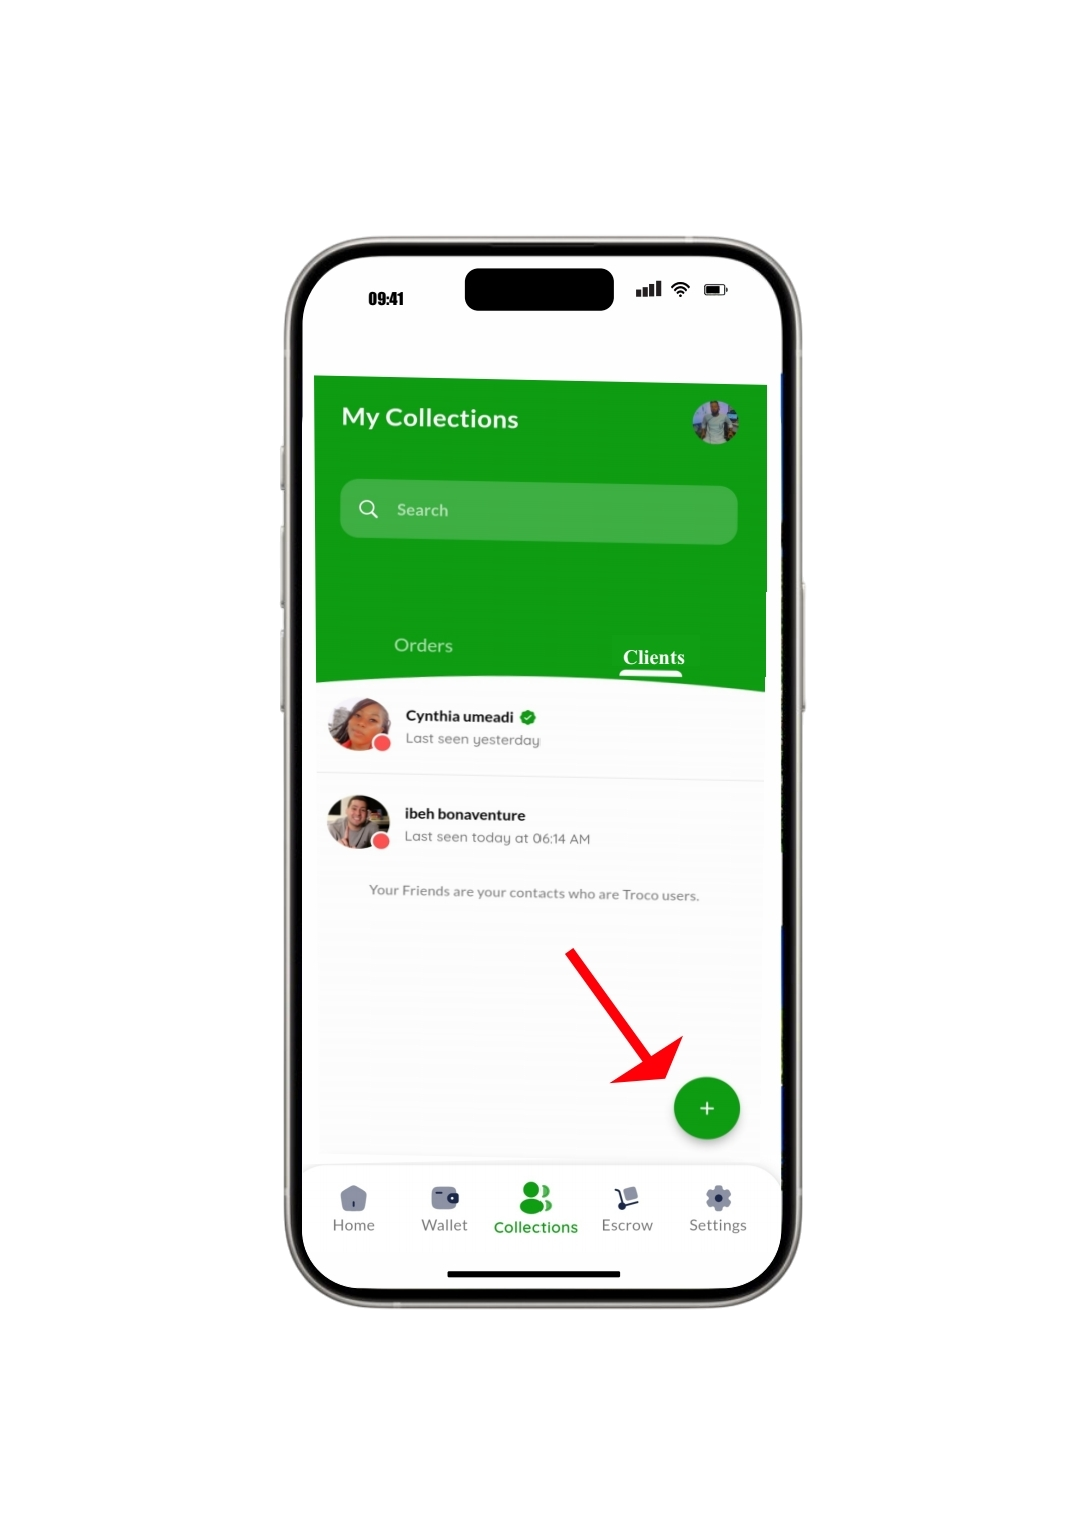 09:41
My Collections
Search
Orders
Clients
Cynthia umeadi
Last seen yesterday
ibeh bonaventure
Last seen today at 06:14 AM
Your Friends are your contacts who are Troco users.
+
Home Wallet Collections Escrow Settings